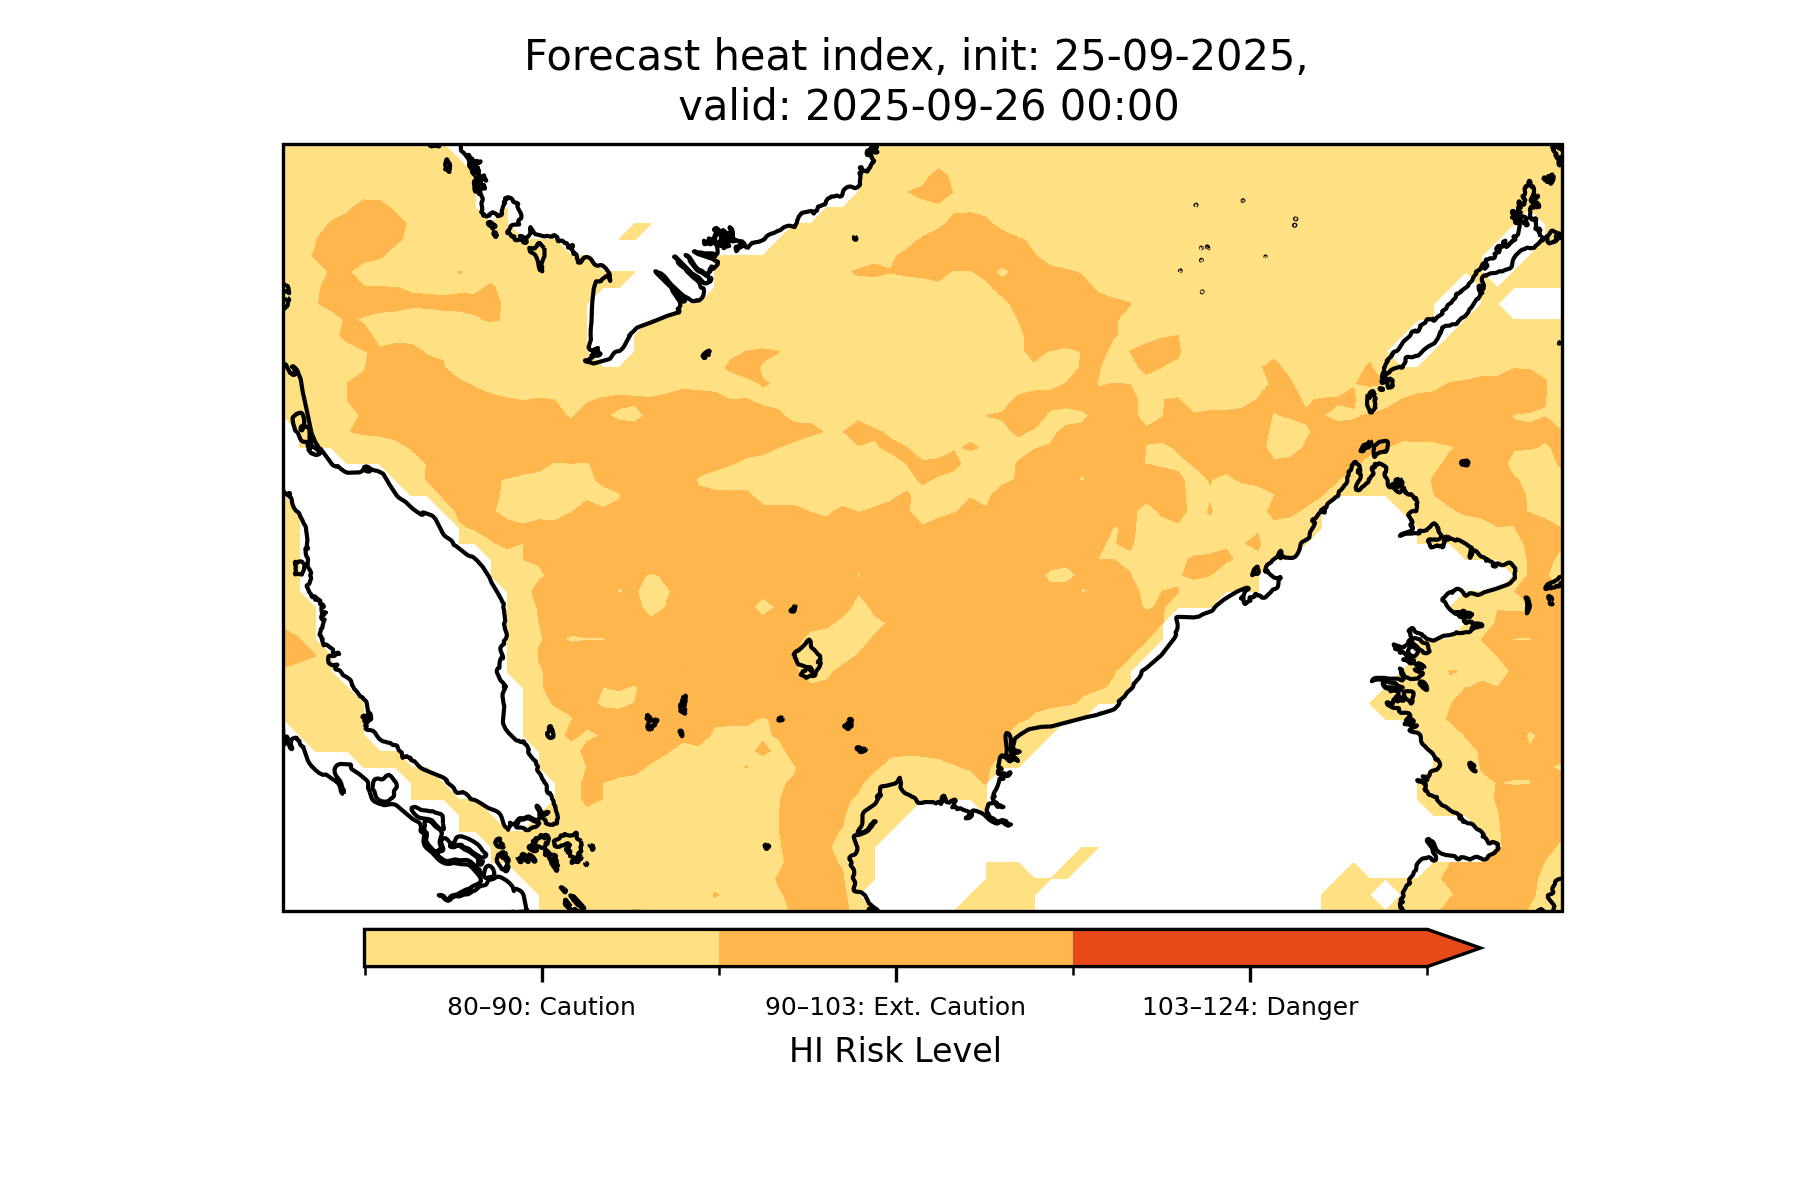 Forecast heat index, init: 25-09-2025,
valid: 2025-09-26 00:00
80–90: Caution
90–103: Ext. Caution
103–124: Danger
HI Risk Level